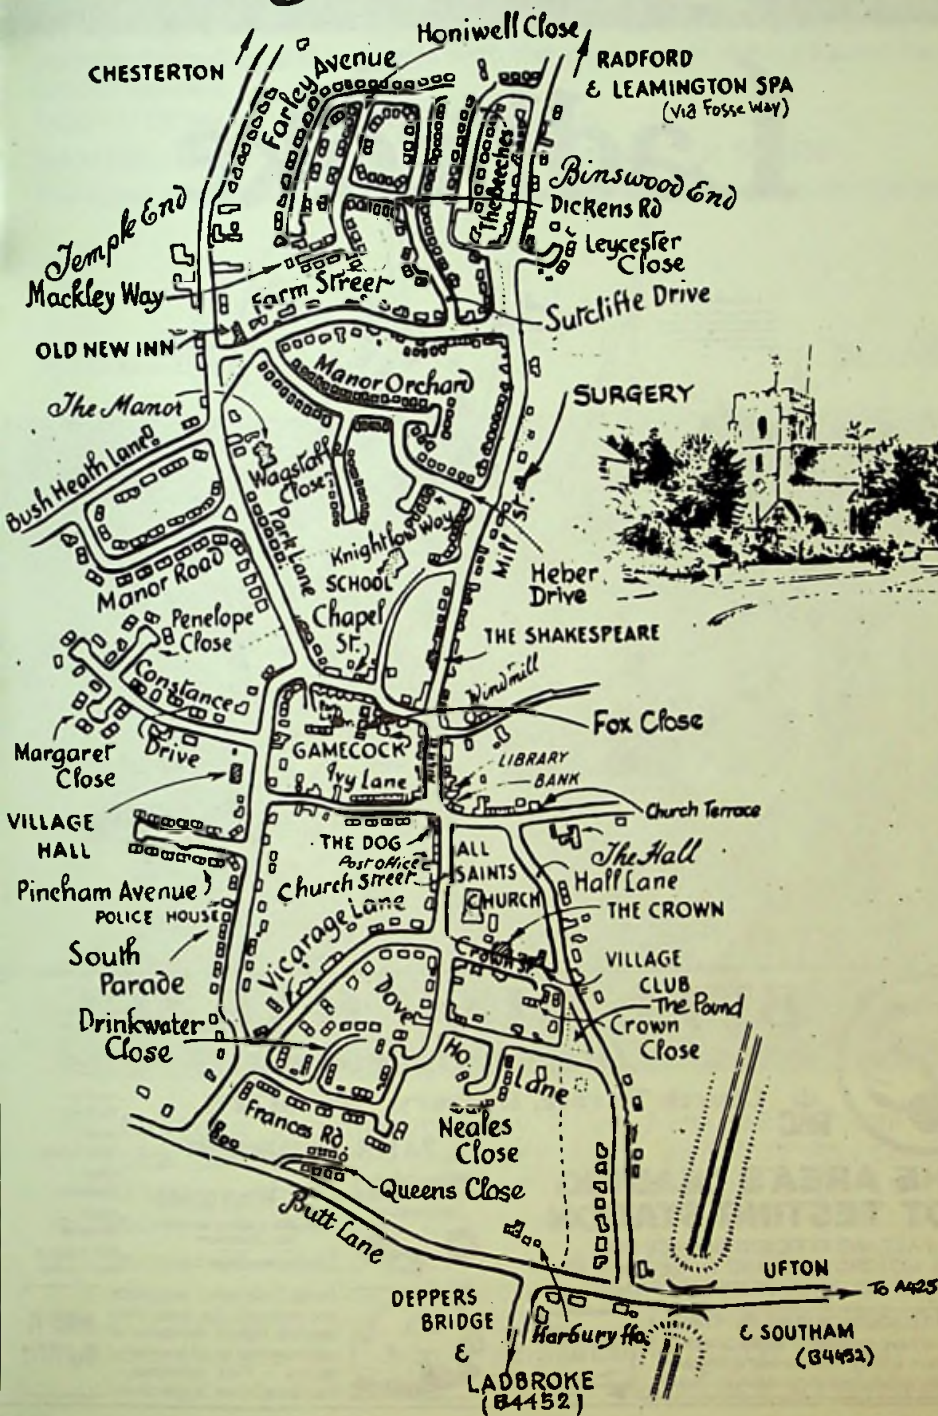 Honiwell Close
CHESTERTON
Farley Avenue
RADFORD
& LEAMINGTON SPA
(via Fosse Way)
The Beeches
Binswood End
Dickens Rd
Temple End
Leycester
Close
Mackley Way
Farm Street
Sutcliffe Drive
OLD NEW INN
Manor Orchard
SURGERY
The Manor
Bush Heath Lane
Wagstaffe
Close
Park Lane
Knightlow Way
Mill St.
Manor Road
SCHOOL
Heber
Drive
Penelope
Close
Chapel
St.
THE SHAKESPEARE
Constance
Drive
Windmill
Fox Close
Margaret
Close
GAMECOCK
LIBRARY
BANK
Ivy Lane
Church Terrace
VILLAGE
HALL
THE DOG
Post Office
ALL
SAINTS
CHURCH
The Hall
Hall Lane
Pincham Avenue
Church Street
POLICE HOUSE
THE CROWN
Vicarage Lane
Crown St.
South
Parade
VILLAGE
CLUB
Dove
Ho.
Lane
The Pound
Crown
Close
Drinkwater
Close
Frances Rd.
Neales
Close
Queens Close
Butt Lane
UFTON
To A425
DEPPERS
BRIDGE
&
LADBROKE
(B4452)
Harbury Ho.
& SOUTHAM
(B4452)